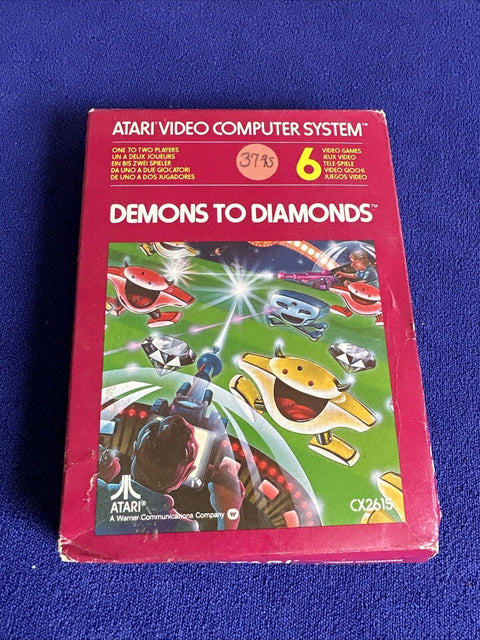 ATARI® VIDEO COMPUTER SYSTEM™
ONE TO TWO PLAYERS
UN A DEUX JOUEURS
EIN BIS ZWEI SPIELER
DA UNO A DUE GIOCATORI
DE UNO A DOS JUGADORES
37.95
6
VIDEO GAMES
JEUX VIDEO
TELE-SPIELE
VIDEO GIOCHI
JUEGOS VIDEO
DEMONS TO DIAMONDS™
ATARI®
A Warner Communications Company
CX2615